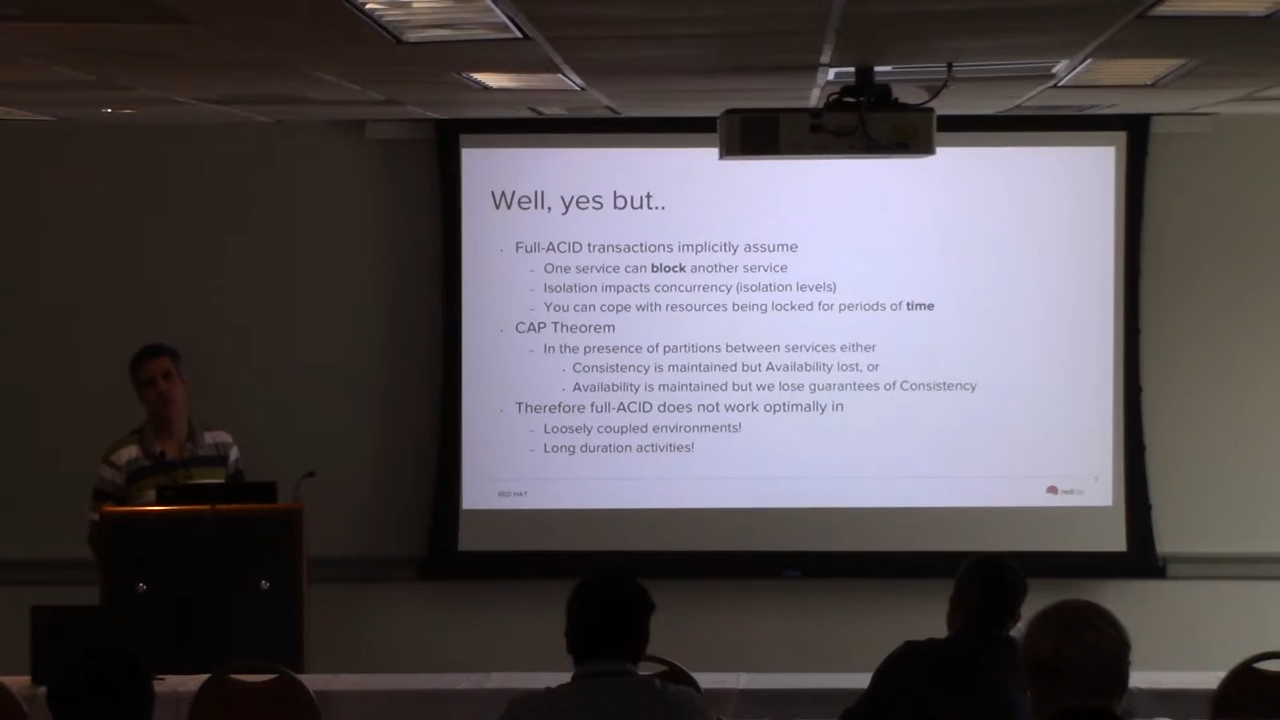 Well, yes but..
Full-ACID transactions implicitly assume
One service can block another service
Isolation impacts concurrency (isolation levels)
You can cope with resources being locked for periods of time
CAP Theorem
In the presence of partitions between services either
Consistency is maintained but Availability lost, or
Availability is maintained but we lose guarantees of Consistency
Therefore full-ACID does not work optimally in
Loosely coupled environments!
Long duration activities!
RED HAT
redhat